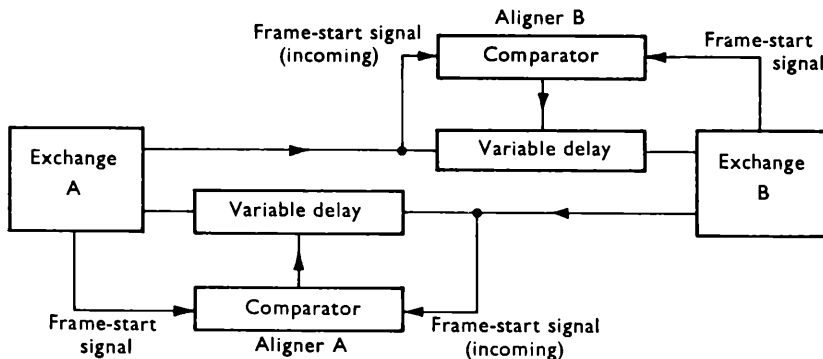 Aligner B
Frame-start signal
(incoming)
Comparator
Frame-start
signal
Exchange
A
Variable delay
Exchange
B
Variable delay
Comparator
Frame-start
signal
Aligner A
Frame-start signal
(incoming)